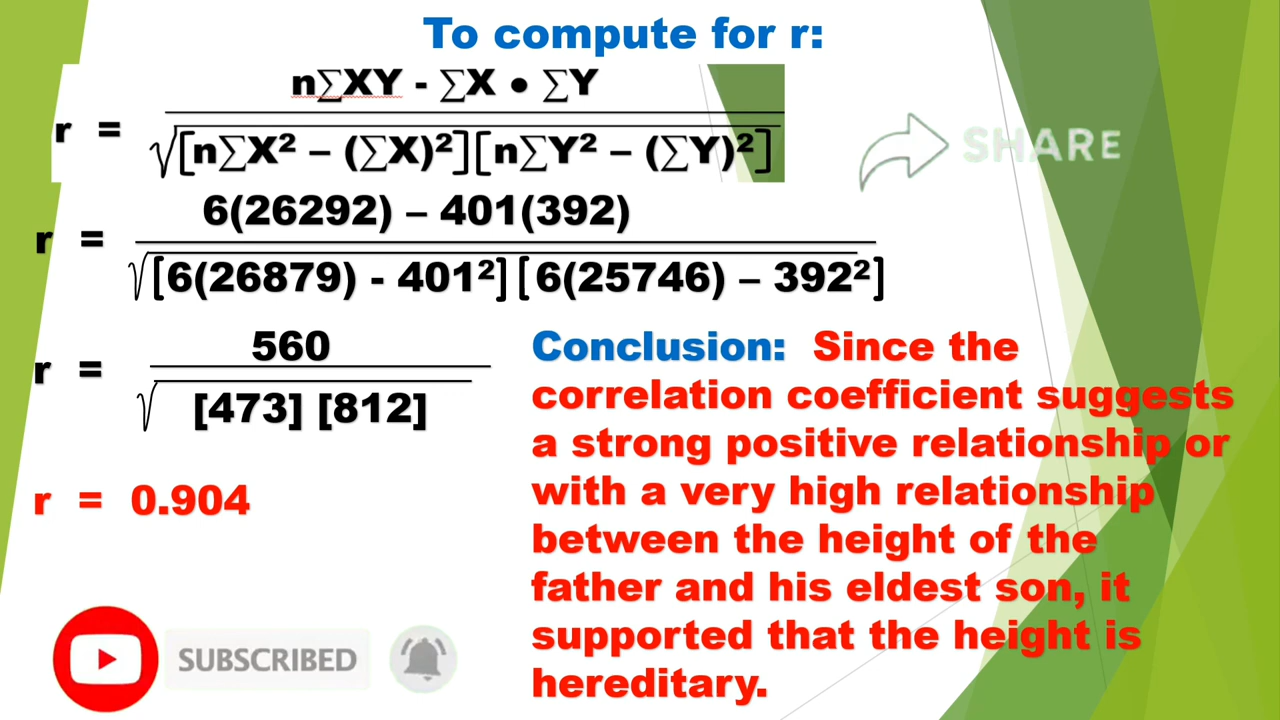 To compute for r:
n∑XY - ∑X • ∑Y
r =
√[n∑X² – (∑X)²][n∑Y² – (∑Y)²]
SHARE
6(26292) – 401(392)
r =
√[6(26879) - 401²] [6(25746) – 392²]
560
r =
√ [473] [812]
r = 0.904
Conclusion: Since the
correlation coefficient suggests
a strong positive relationship or
with a very high relationship
between the height of the
father and his eldest son, it
supported that the height is
hereditary.
SUBSCRIBED